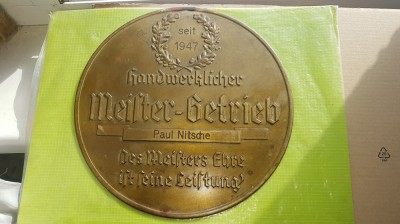 seit
1947
Handwerklicher
Meister-Betrieb
Paul Nitsche
Des Meisters Ehre
ist seine Leistung!